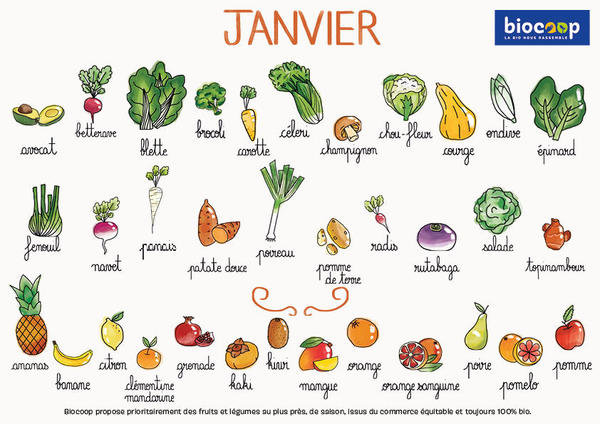 JANVIER
biocoop
LA BIO NOUS RASSEMBLE
avocat
betterave
blette
brocoli
carotte
céleri
champignon
chou-fleur
courge
endive
épinard
fenouil
navet
panais
patate douce
poireau
pomme
de terre
radis
rutabaga
salade
topinambour
ananas
banane
citron
clémentine
mandarine
grenade
kaki
kiwi
mangue
orange
orange sanguine
poire
pomelo
pomme
Biocoop propose prioritairement des fruits et légumes su plus près, de saison, issus du commerce équitable et toujours 100% bio.